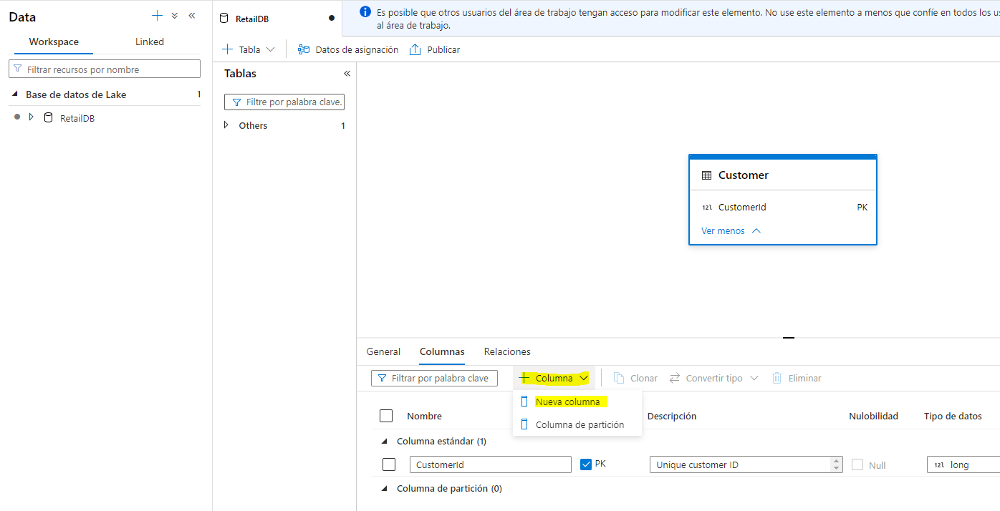 Data
Workspace
Linked
Filtrar recursos por nombre
Base de datos de Lake
1
RetailDB
RetailDB
Es posible que otros usuarios del área de trabajo tengan acceso para modificar este elemento. No use este elemento a menos que confíe en todos los
al área de trabajo.
Tabla
Datos de asignación
Publicar
Tablas
Filtre por palabra clave.
Others
1
Customer
12l CustomerId PK
Ver menos
General
Columnas
Relaciones
Filtrar por palabra clave
Columna
Clonar
Convertir tipo
Eliminar
Nueva columna
Columna de partición
Nombre
Descripción
Nulobilidad
Tipo de datos
Columna estándar (1)
CustomerId
PK
Unique customer ID
Null
12l long
Columna de partición (0)